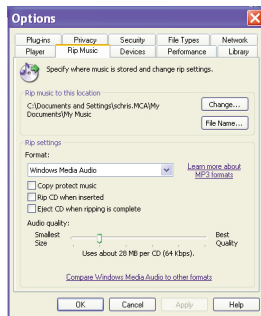 Options
Plug-ins Privacy Security File Types Network
Player Rip Music Devices Performance Library
Specify where music is stored and change rip settings.
Rip music to this location
C:\Documents and Settings\schris.MCA\My
Documents\My Music
Change...
File Name...
Rip settings
Format:
Windows Media Audio
Learn more about
MP3 formats
Copy protect music
Rip CD when inserted
Eject CD when ripping is complete
Audio quality:
Smallest
Size
Best
Quality
Uses about 28 MB per CD (64 Kbps).
Compare Windows Media Audio to other formats
OK Cancel Apply Help